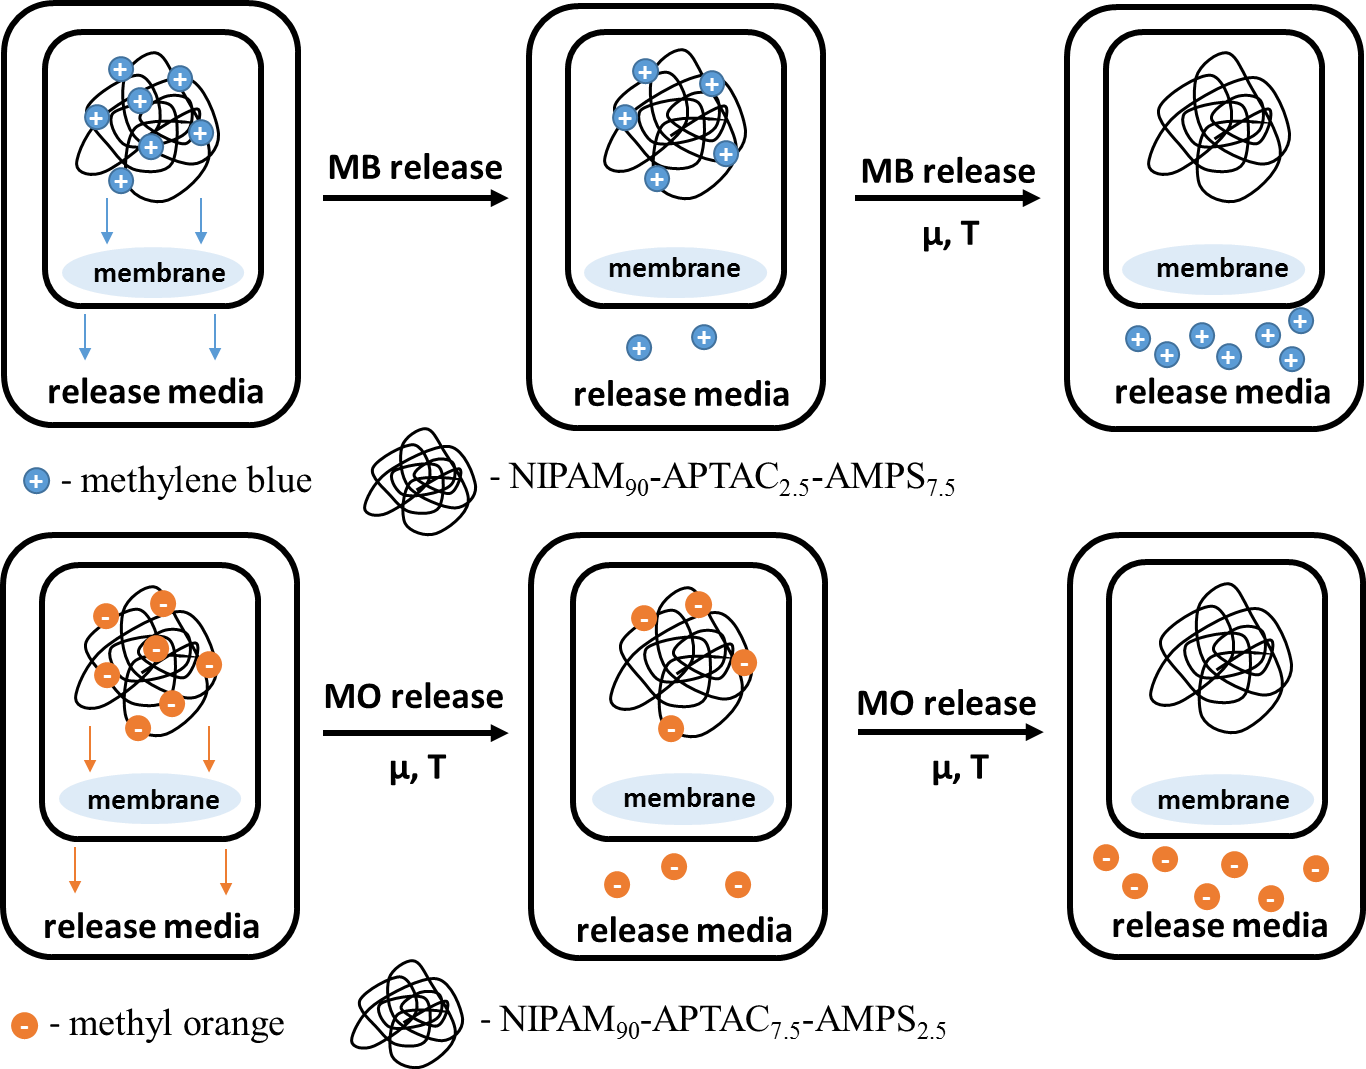 MB release
MB release
μ, T
membrane
membrane
membrane
release media
release media
release media
+ - methylene blue
- NIPAM90-APTAC2.5-AMPS7.5
MO release
μ, T
MO release
μ, T
membrane
membrane
membrane
release media
release media
release media
- - methyl orange
- NIPAM90-APTAC7.5-AMPS2.5